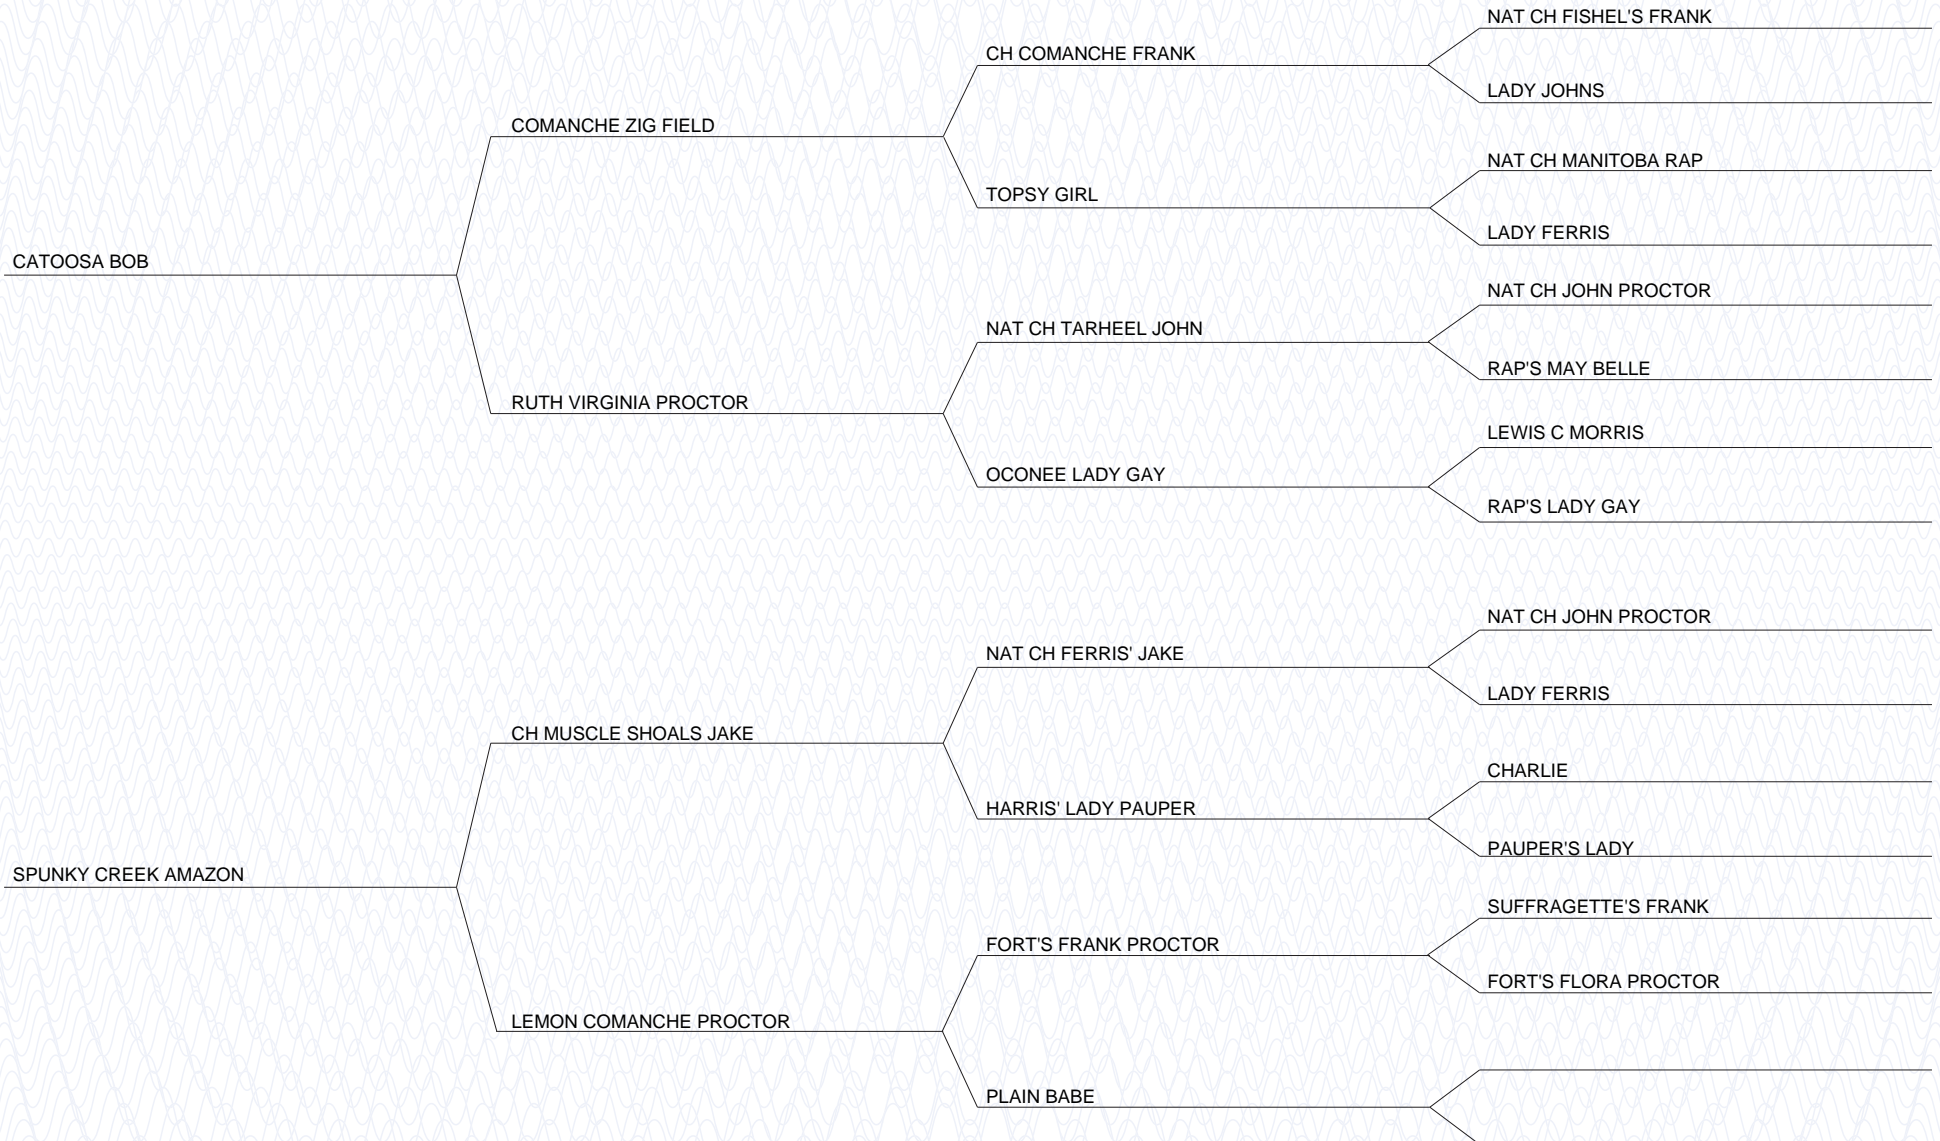 NAT CH FISHEL'S FRANK
CH COMANCHE FRANK
LADY JOHNS
COMANCHE ZIG FIELD
NAT CH MANITOBA RAP
TOPSY GIRL
LADY FERRIS
CATOOSA BOB
NAT CH JOHN PROCTOR
NAT CH TARHEEL JOHN
RAP'S MAY BELLE
RUTH VIRGINIA PROCTOR
LEWIS C MORRIS
OCONEE LADY GAY
RAP'S LADY GAY
NAT CH JOHN PROCTOR
NAT CH FERRIS' JAKE
LADY FERRIS
CH MUSCLE SHOALS JAKE
CHARLIE
HARRIS' LADY PAUPER
PAUPER'S LADY
SPUNKY CREEK AMAZON
SUFFRAGETTE'S FRANK
FORT'S FRANK PROCTOR
FORT'S FLORA PROCTOR
LEMON COMANCHE PROCTOR
PLAIN BABE